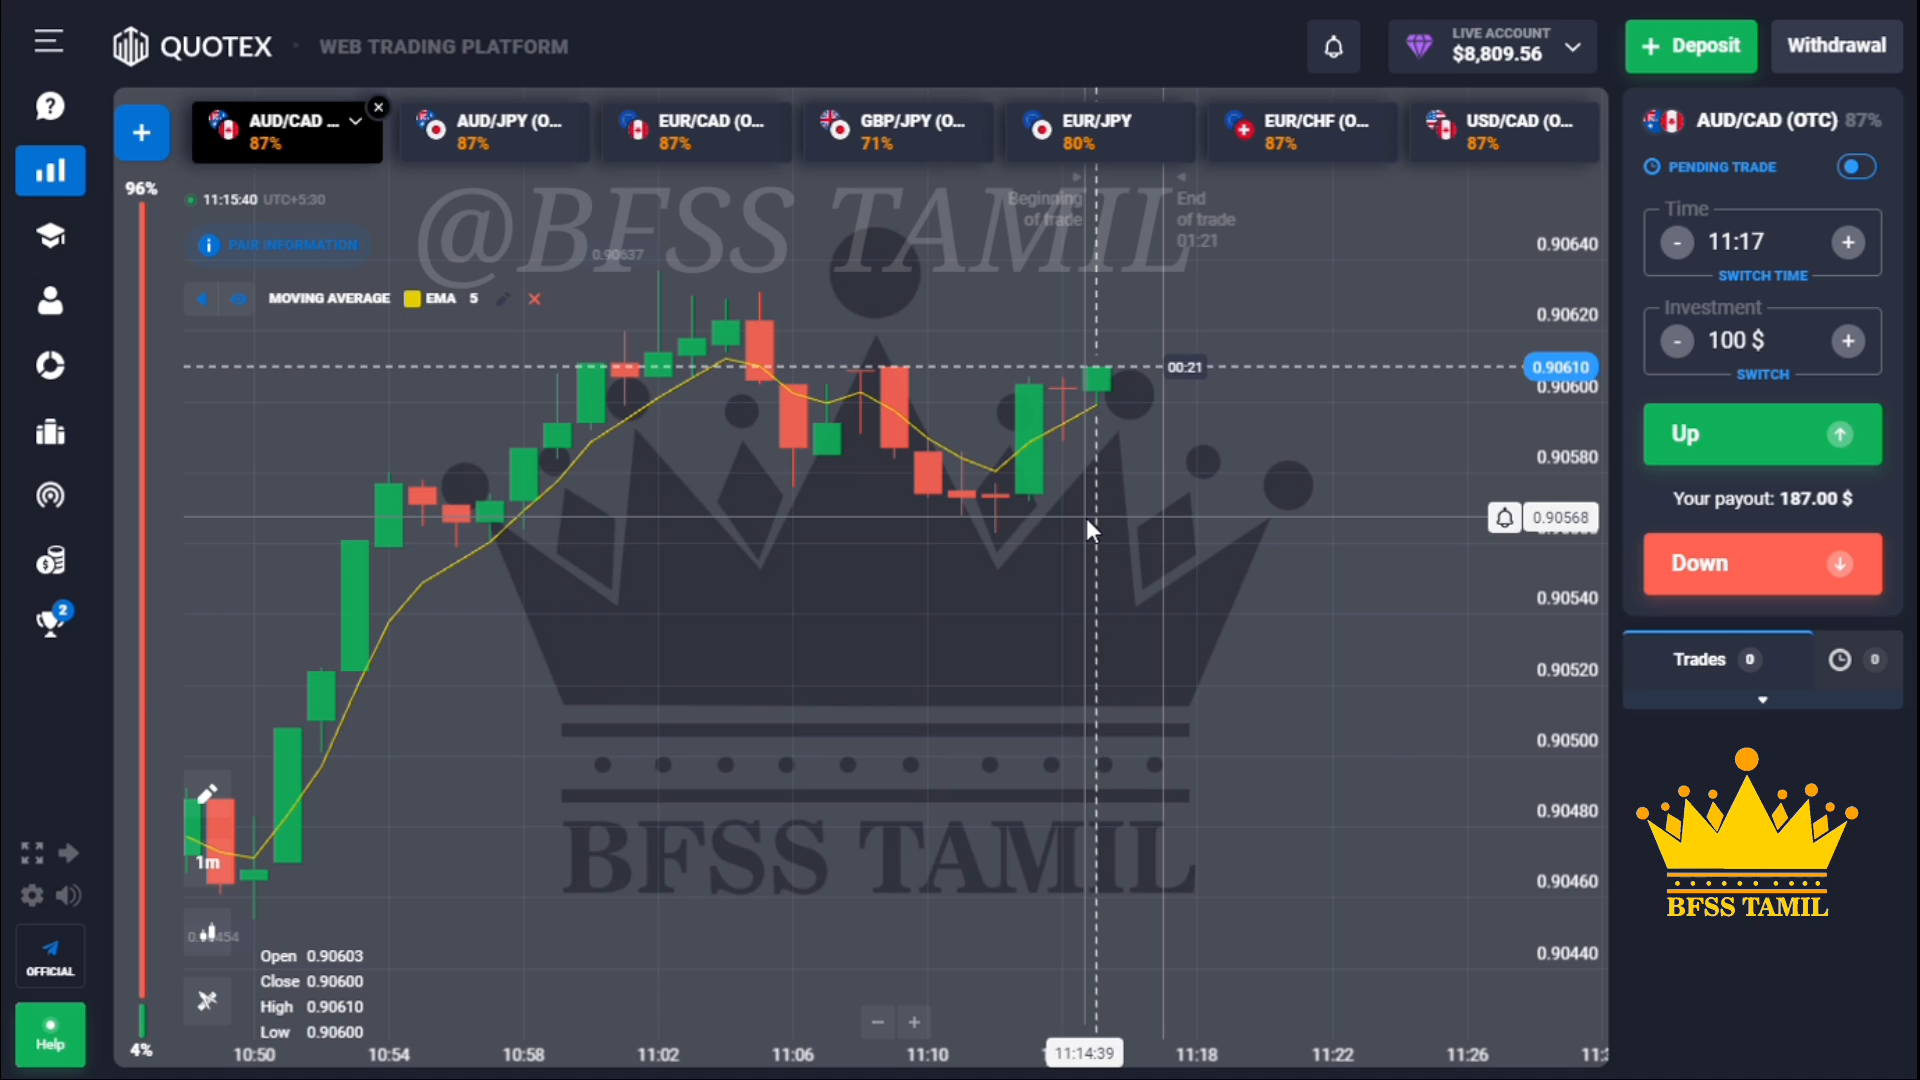 QUOTEX
WEB TRADING PLATFORM
LIVE ACCOUNT
$8,809.56
+ Deposit
Withdrawal
AUD/CAD ...
87%
AUD/JPY (O...
87%
EUR/CAD (O...
87%
GBP/JPY (O...
71%
EUR/JPY
80%
EUR/CHF (O...
87%
USD/CAD (O...
87%
AUD/CAD (OTC) 87%
PENDING TRADE
Time
- 11:17 +
SWITCH TIME
Investment
- 100 $ +
SWITCH
Up
Your payout: 187.00 $
Down
Trades 0
0
BFSS TAMIL
96%
11:15:40 UTC+5:30
@BFSS TAMIL
PAIR INFORMATION
MOVING AVERAGE EMA 5
0.90637
Beginning
of trade
End
of trade
01:21
00:21
0.90640
0.90620
0.90610
0.90600
0.90580
0.90568
0.90540
0.90520
0.90500
0.90480
0.90460
0.90440
BFSS TAMIL
1m
Open 0.90603
Close 0.90600
High 0.90610
Low 0.90600
10:50
10:54
10:58
11:02
11:06
11:10
11:14:39
11:18
11:22
11:26
4%
2
OFFICIAL
Help